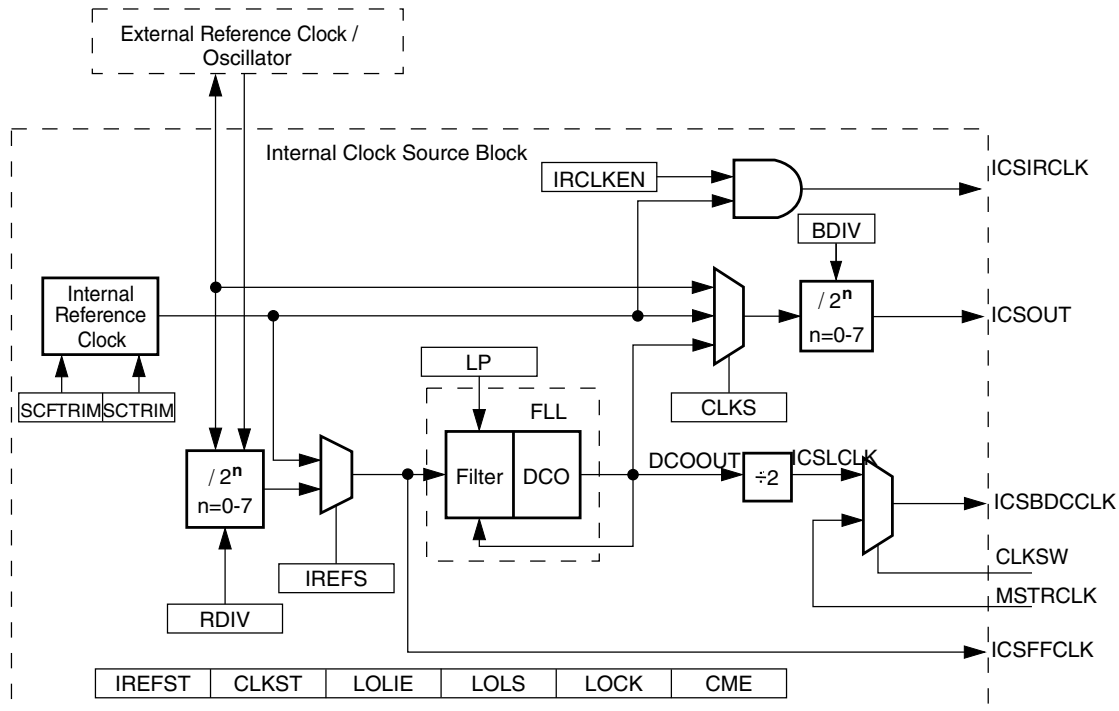 External Reference Clock /
Oscillator
Internal Clock Source Block
IRCLKEN
ICSIRCLK
BDIV
Internal
Reference
Clock
/ 2ⁿ
n=0-7
ICSOUT
SCFTRIM
SCTRIM
LP
CLKS
FLL
/ 2ⁿ
n=0-7
Filter
DCO
DCOOUT
÷2
ICSLCLK
ICSBDCCLK
IREFS
CLKSW
RDIV
MSTRCLK
ICSFFCLK
IREFST
CLKST
LOLIE
LOLS
LOCK
CME